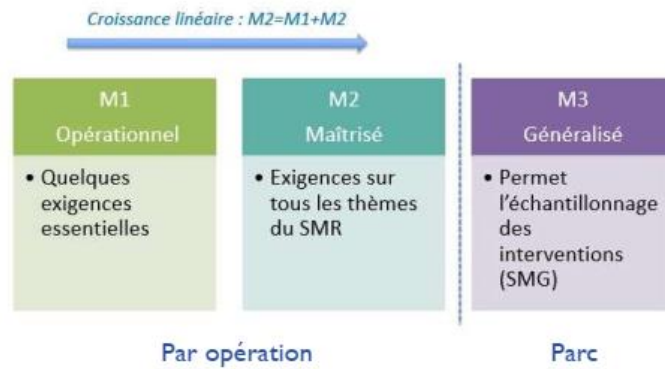 Croissance linéaire : M2=M1+M2
M1
Opérationnel
• Quelques
exigences
essentielles
M2
Maîtrisé
• Exigences sur
tous les thèmes
du SMR
M3
Généralisé
• Permet
l'échantillonnage
des
interventions
(SMG)
Par opération
Parc